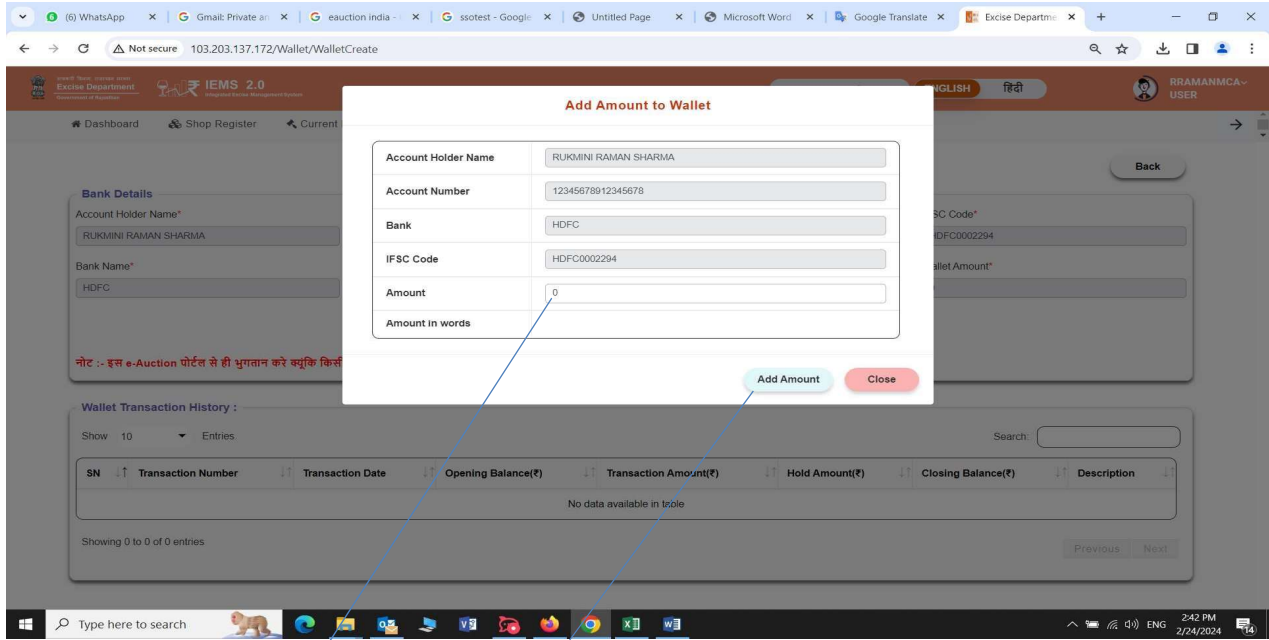 (6) WhatsApp
Gmail: Private an
eauction india -
ssotest - Google
Untitled Page
Microsoft Word
Google Translate
Excise Departme
Not secure 103.203.137.172/Wallet/WalletCreate
Excise Department
IEMS 2.0
ENGLISH हिंदी
RRAMANMCA
USER
Dashboard Shop Register Current
Back
Bank Details
Account Holder Name*
SC Code*
RUKMINI RAMAN SHARMA
HDFC0002294
Bank Name*
allet Amount*
HDFC
नोट :- इस e-Auction पोर्टल से ही भुगतान करे क्यूंकि किसी
Add Amount to Wallet
Account Holder Name RUKMINI RAMAN SHARMA
Account Number 12345678912345678
Bank HDFC
IFSC Code HDFC0002294
Amount 0
Amount in words
Add Amount Close
Wallet Transaction History :
Show 10 Entries Search:
SN Transaction Number Transaction Date Opening Balance(₹) Transaction Amount(₹) Hold Amount(₹) Closing Balance(₹) Description
No data available in table
Showing 0 to 0 of 0 entries
Previous Next
Type here to search
ENG
2:42 PM
2/24/2024
14